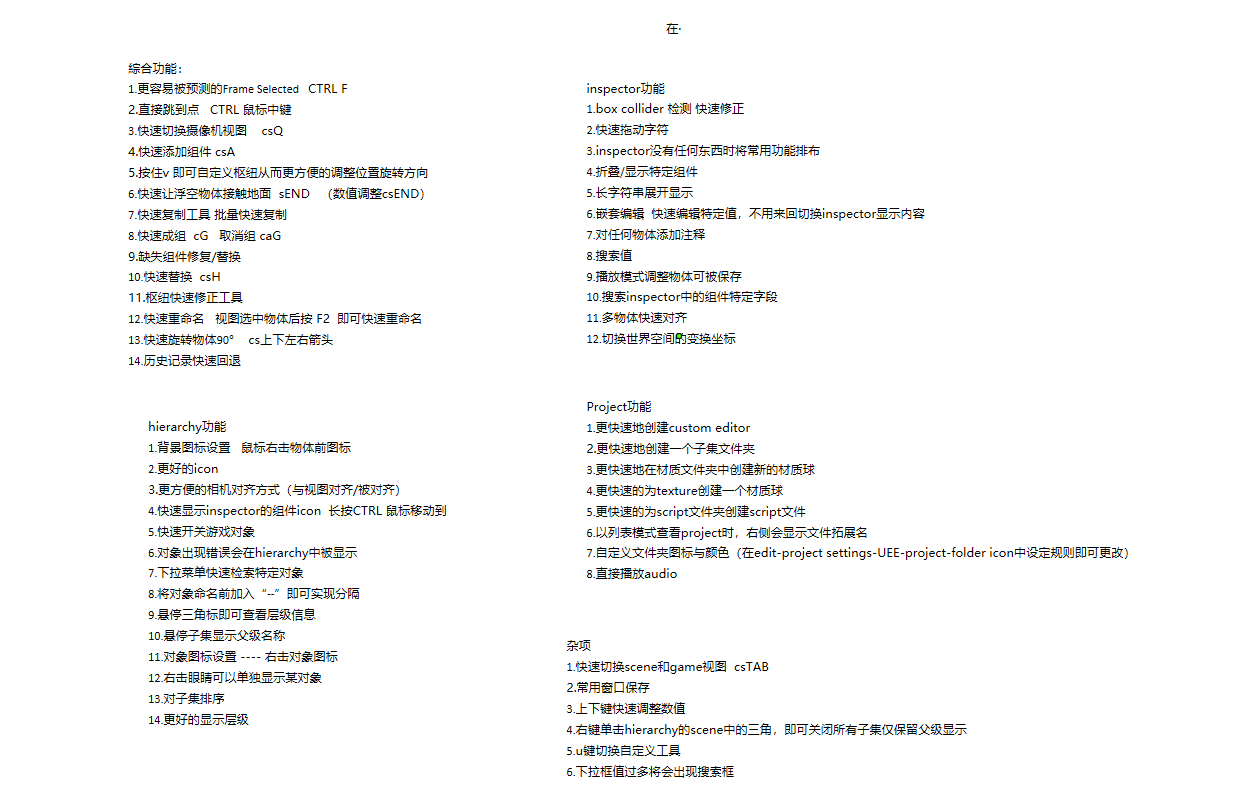 在·
綜合功能：
1.更容易被预测的Frame Selected   CTRL F
2.直接跳到点   CTRL 鼠标中键
3.快速切换摄像机视图    csQ
4.快速添加组件 csA
5.按住v 即可自定义枢纽从而更方便的调整位置旋转方向
6.快速让浮空物体接触地面  sEND   （数值调整csEND）
7.快速复制工具 批量快速复制
8.快速成组  cG   取消组 caG
9.缺失组件修复/替换
10.快速替换  csH
11.枢纽快速修正工具
12.快速重命名   视图选中物体后按 F2  即可快速重命名
13.快速旋转物体90°    cs上下左右箭头
14.历史记录快速回退
hierarchy功能
1.背景图标设置   鼠标右击物体前图标
2.更好的icon
3.更方便的相机对齐方式（与视图对齐/被对齐）
4.快速显示inspector的组件icon  长按CTRL 鼠标移动到
5.快速开关游戏对象
6.对象出现错误会在hierarchy中被显示
7.下拉菜单快速检索特定对象
8.将对象命名前加入“--”即可实现分隔
9.悬停三角标即可查看层级信息
10.悬停子集显示父级名称
11.对象图标设置 ---- 右击对象图标
12.右击眼睛可以单独显示某对象
13.对子集排序
14.更好的显示层级
inspector功能
1.box collider 检测 快速修正
2.快速拖动字符
3.inspector没有任何东西时将常用功能排布
4.折叠/显示特定组件
5.长字符串展开显示
6.嵌套编辑  快速编辑特定值，不用来回切换inspector显示内容
7.对任何物体添加注释
8.搜索值
9.播放模式调整物体可被保存
10.搜索inspector中的组件特定字段
11.多物体快速对齐
12.切换世界空间的变换坐标
Project功能
1.更快速地创建custom editor
2.更快速地创建一个子集文件夹
3.更快速地在材质文件夹中创建新的材质球
4.更快速的为texture创建一个材质球
5.更快速的为script文件夹创建script文件
6.以列表模式查看project时，右侧会显示文件拓展名
7.自定义文件夹图标与颜色（在edit-project settings-UEE-project-folder icon中设定规则即可更改）
8.直接播放audio
杂项
1.快速切换scene和game视图  csTAB
2.常用窗口保存
3.上下键快速调整数值
4.右键单击hierarchy的scene中的三角，即可关闭所有子集仅保留父级显示
5.u键切换自定义工具
6.下拉框值过多将会出现搜索框